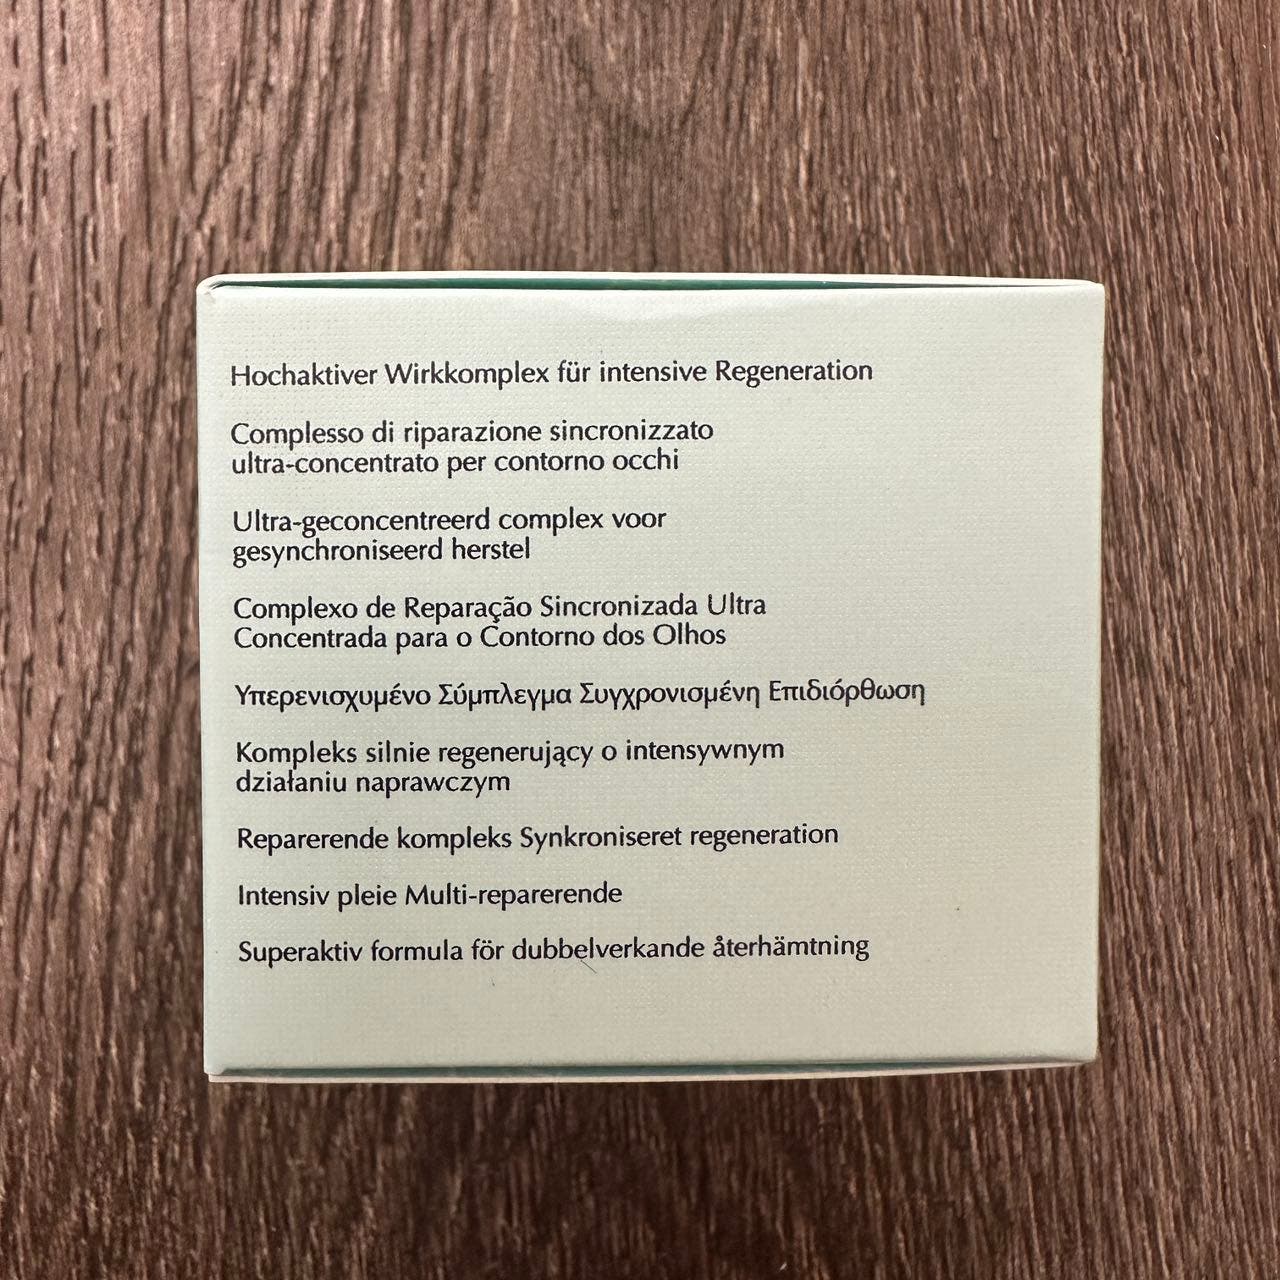 Hochaktiver Wirkkomplex für intensive Regeneration
Complesso di riparazione sincronizzato
ultra-concentrato per contorno occhi
Ultra-geconcentreerd complex voor
gesynchroniseerd herstel
Complexo de Reparação Sincronizada Ultra
Concentrada para o Contorno dos Olhos
Υπερενισχυμένο Σύμπλεγμα Συγχρονισμένη Επιδιόρθωση
Kompleks silnie regenerujący o intensywnym
działaniu naprawczym
Reparerende kompleks Synkroniseret regeneration
Intensiv pleie Multi-reparerende
Superaktiv formula för dubbelverkande återhämtning